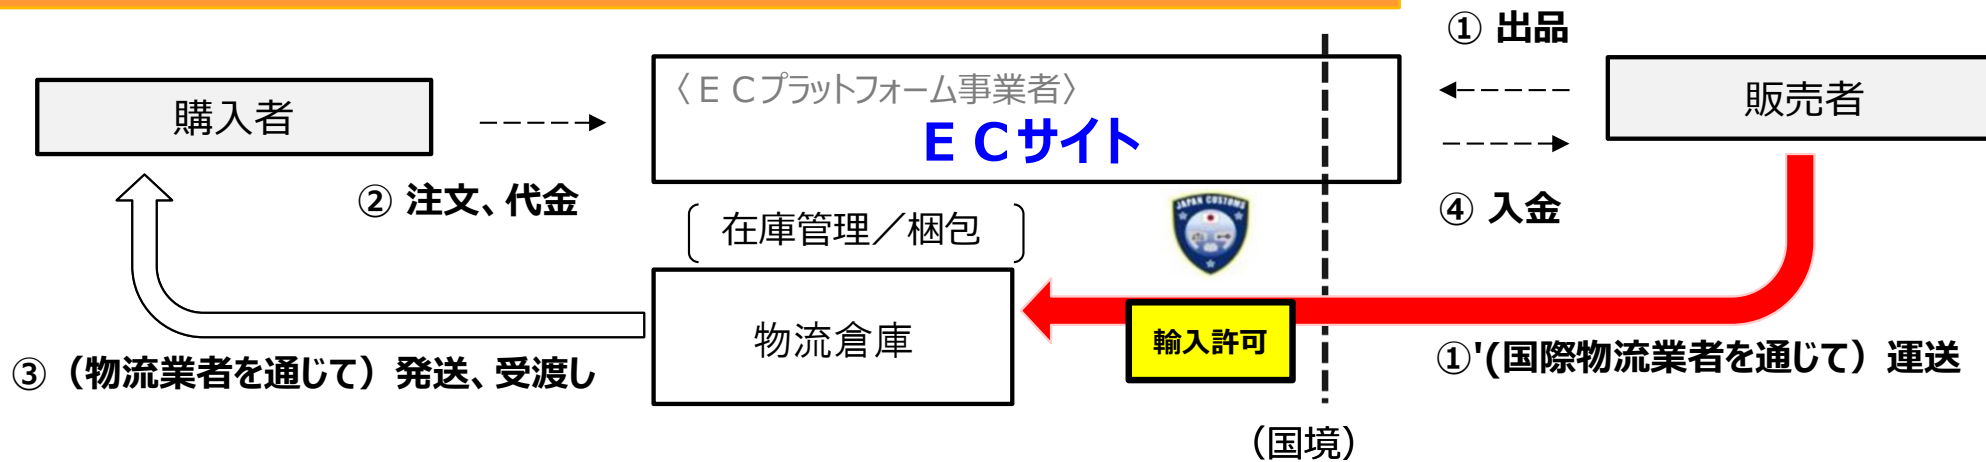 ① 出品
〈ＥＣプラットフォーム事業者〉
購入者
ＥＣサイト
販売者
② 注文、代金
JAPAN CUSTOMS
④ 入金
在庫管理／梱包
物流倉庫
輸入許可
③（物流業者を通じて）発送、受渡し
①'(国際物流業者を通じて）運送
（国境）